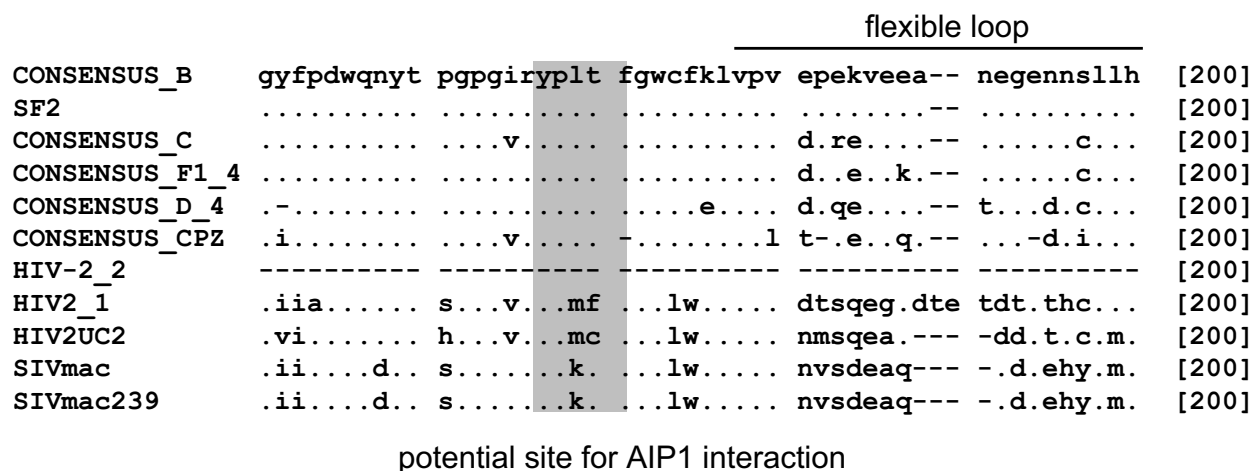 flexible loop
CONSENSUS_B gyfpdwqnyt pgpgiryplt fgwcfklvpv epekveea-- negennsllh [200]
SF2 .......... .......... .......... ........-- .......... [200]
CONSENSUS_C .......... ....v..... .......... d.re....-- ......c... [200]
CONSENSUS_F1_4 .......... .......... .......... d..e..k.-- ......c... [200]
CONSENSUS_D_4 .-........ .......... .....e.... d.qe....-- t...d.c... [200]
CONSENSUS_CPZ .i........ ....v..... -........l t-.e..q.-- ...-d.i... [200]
HIV-2_2 ---------- ---------- ---------- ---------- ---------- [200]
HIV2_1 .iia...... s...v...mf ...lw..... dtsqeg.dte tdt.thc... [200]
HIV2UC2 .vi....... h...v...mc ...lw..... nmsqea.--- -dd.t.c.m. [200]
SIVmac .ii....d.. s.......k. ...lw..... nvsdeaq--- -.d.ehy.m. [200]
SIVmac239 .ii....d.. s.......k. ...lw..... nvsdeaq--- -.d.ehy.m. [200]
potential site for AIP1 interaction